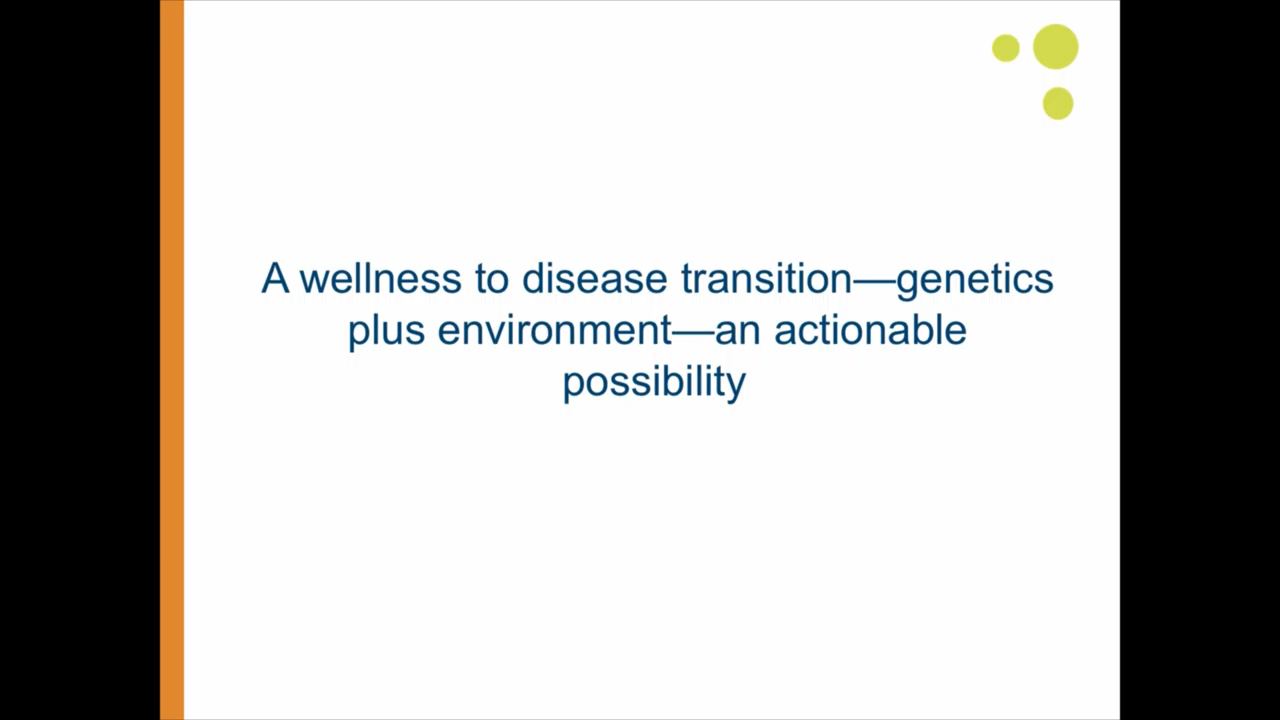 A wellness to disease transition—genetics
plus environment—an actionable
possibility